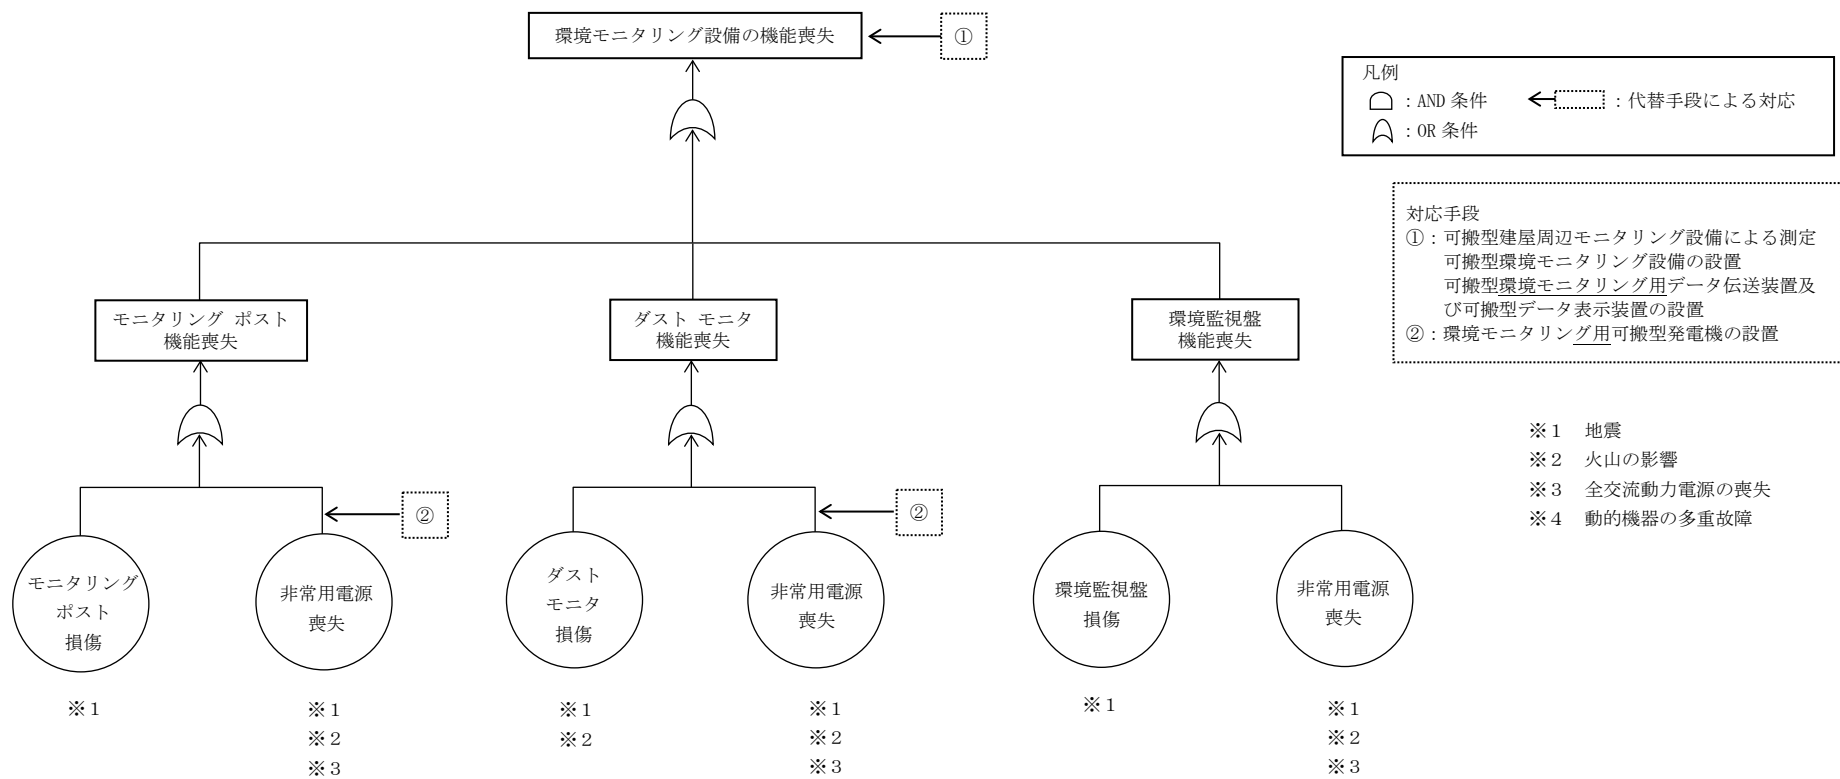 環境モニタリング設備の機能喪失
①
凡例
：AND 条件
：代替手段による対応
：OR 条件
対応手段
①：可搬型建屋周辺モニタリング設備による測定
可搬型環境モニタリング設備の設置
可搬型環境モニタリング用データ伝送装置及
び可搬型データ表示装置の設置
②：環境モニタリング用可搬型発電機の設置
モニタリング ポスト
機能喪失
ダスト モニタ
機能喪失
環境監視盤
機能喪失
※１ 地震
※２ 火山の影響
※３ 全交流動力電源の喪失
※４ 動的機器の多重故障
②
②
モニタリング
ポスト
損傷
非常用電源
喪失
ダスト
モニタ
損傷
非常用電源
喪失
環境監視盤
損傷
非常用電源
喪失
※１
※１
※２
※３
※１
※２
※１
※２
※３
※１
※１
※２
※３